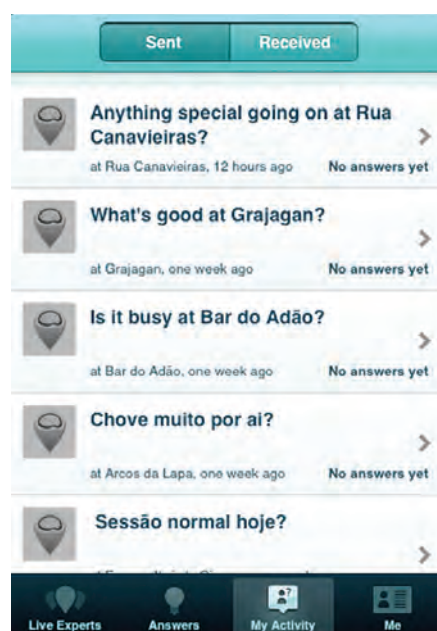 Sent Received
Anything special going on at Rua
Canavieiras?
at Rua Canavieiras, 12 hours ago No answers yet
What's good at Grajagan?
at Grajagan, one week ago No answers yet
Is it busy at Bar do Adão?
at Bar do Adão, one week ago No answers yet
Chove muito por ai?
at Arcos da Lapa, one week ago No answers yet
Sessão normal hoje?
Live Experts Answers My Activity Me